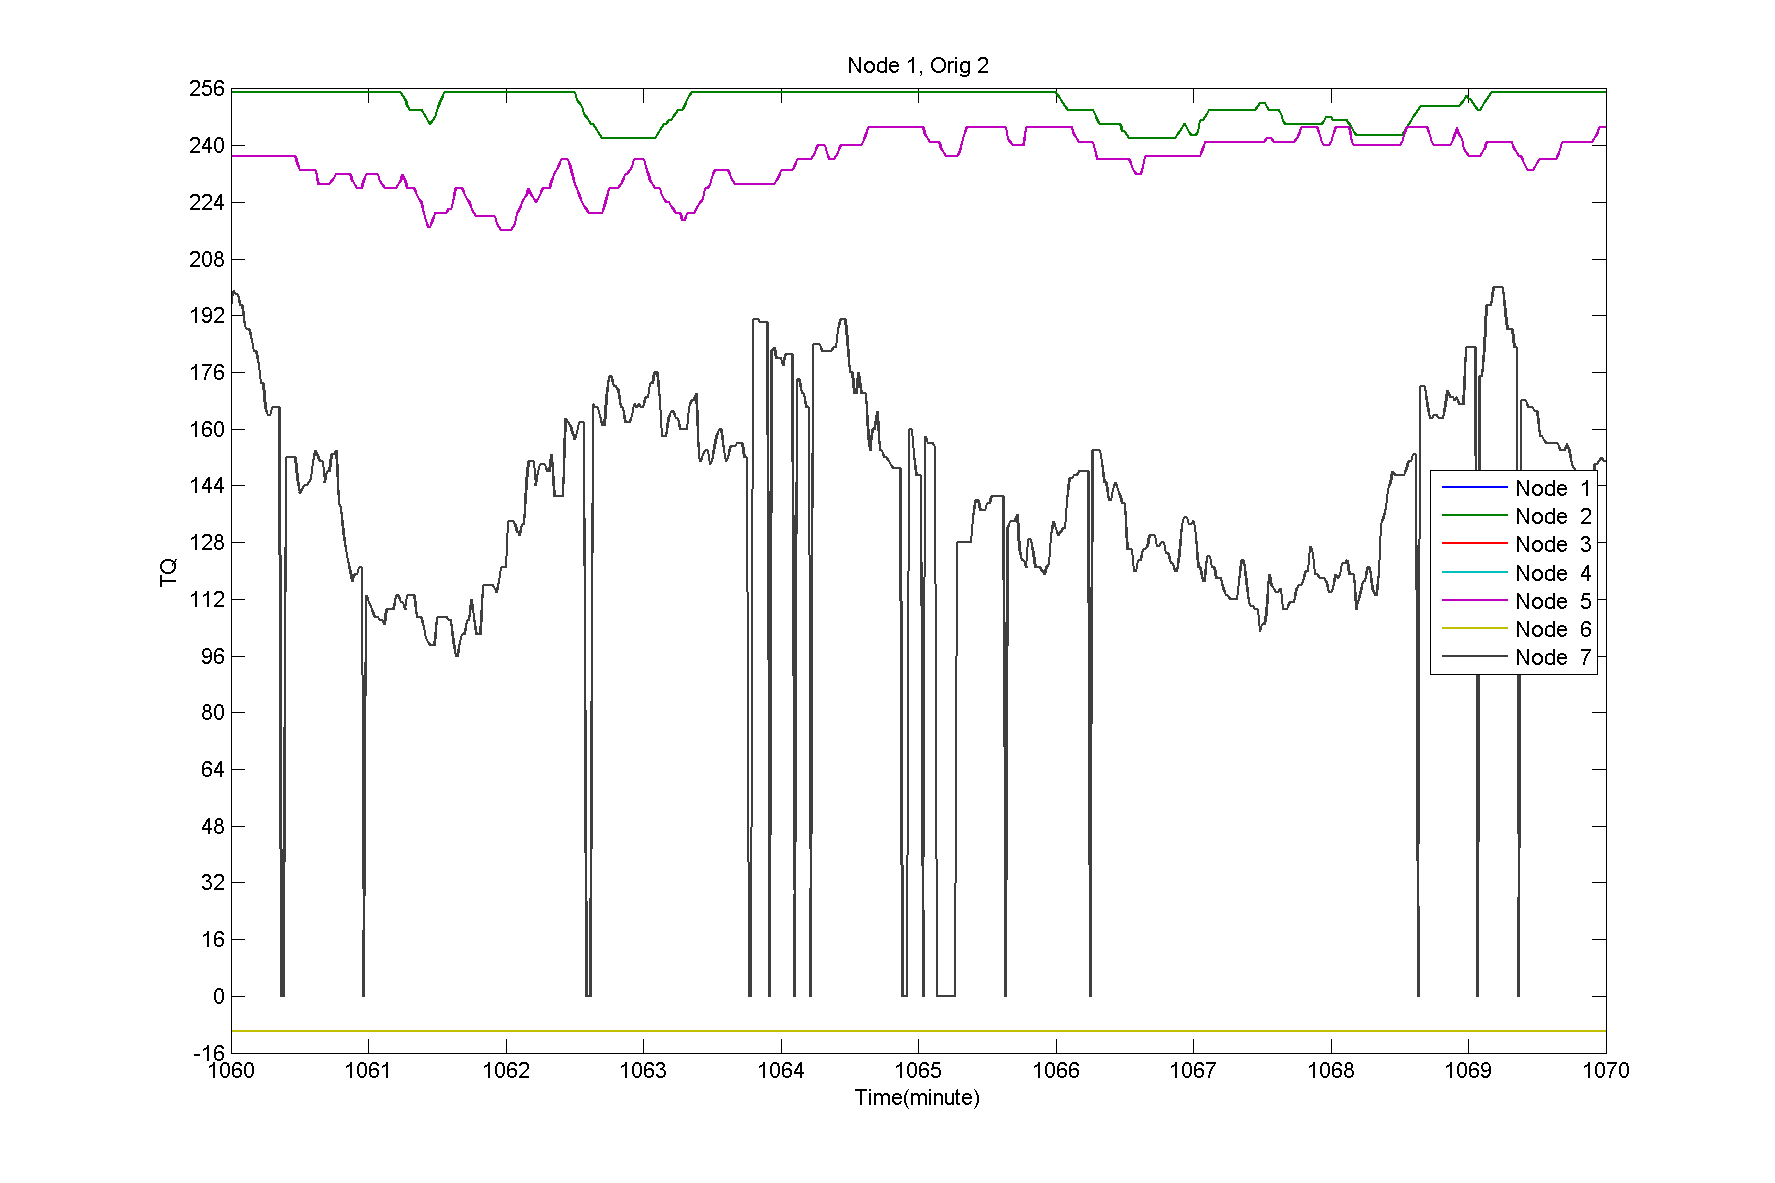 Node 1, Orig 2
256
240
224
208
192
176
160
144
128
112
96
80
64
48
32
16
0
-16
TQ
Node 1
Node 2
Node 3
Node 4
Node 5
Node 6
Node 7
1060 1061 1062 1063 1064 1065 1066 1067 1068 1069 1070
Time(minute)